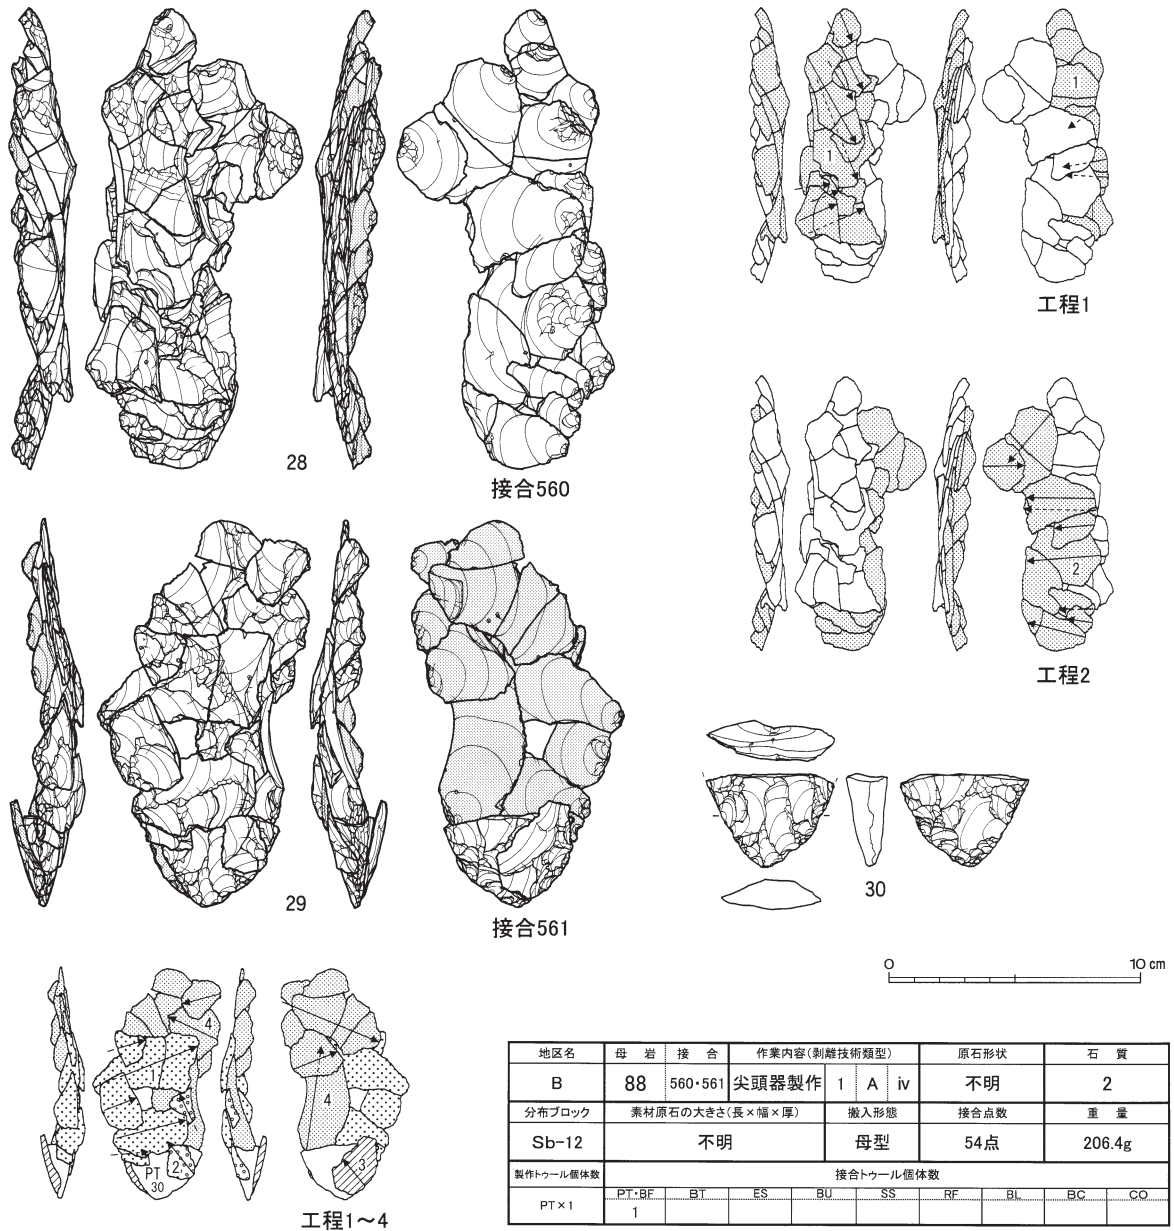 28
接合560
1
1
工程1
2
工程2
29
接合561
30
0 10 cm
4
2
PT
30
4
3
工程1~4
地区名 母岩 接合 作業内容(剥離技術類型) 原石形状 石質
B 88 560・561 尖頭器製作 1 A ⅳ 不明 2
分布ブロック 素材原石の大きさ(長×幅×厚) 搬入形態 接合点数 重量
Sb-12 不明 母型 54点 206.4g
製作トゥール個体数 接合トゥール個体数
PT×1 PT・BF BT ES BU SS RF BL BC CO
1